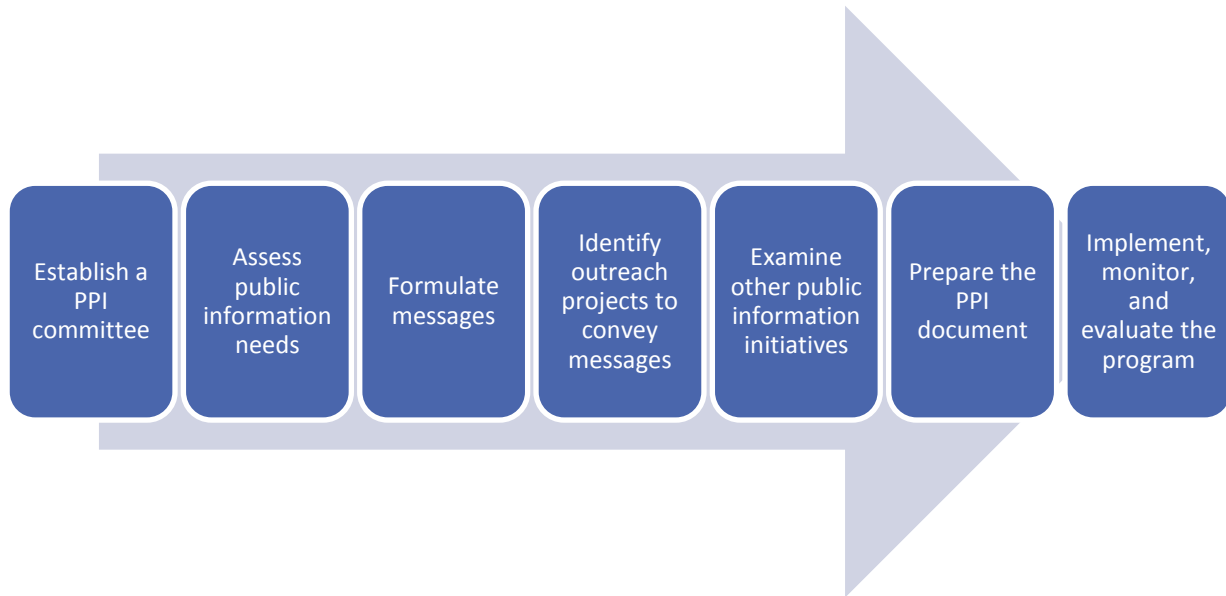 Establish a
PPI
committee
Assess
public
information
needs
Formulate
messages
Identify
outreach
projects to
convey
messages
Examine
other public
information
initiatives
Prepare the
PPI
document
Implement,
monitor,
and
evaluate the
program